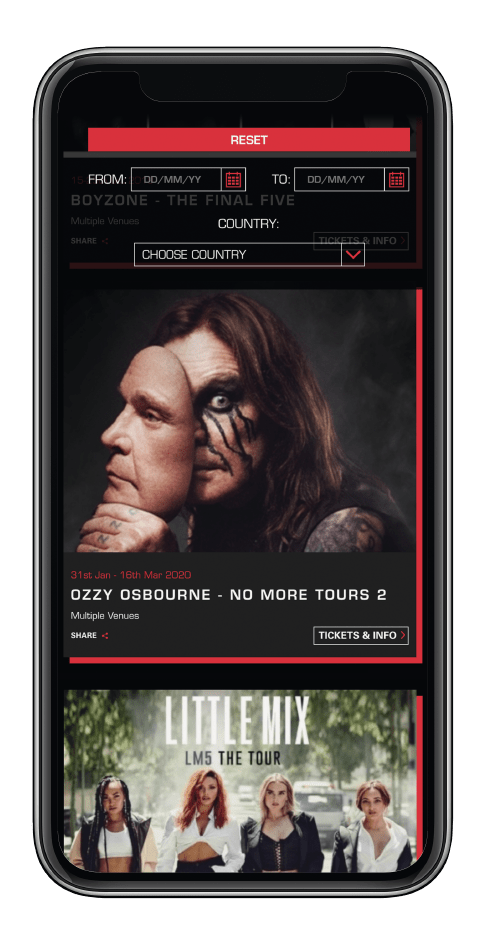 RESET
FROM: DD/MM/YY TO: DD/MM/YY
BOYZONE - THE FINAL FIVE
Multiple Venues
COUNTRY:
SHARE TICKETS & INFO
CHOOSE COUNTRY
31st Jan - 16th Mar 2020
OZZY OSBOURNE - NO MORE TOURS 2
Multiple Venues
SHARE TICKETS & INFO
LITTLE MIX
LM5 THE TOUR